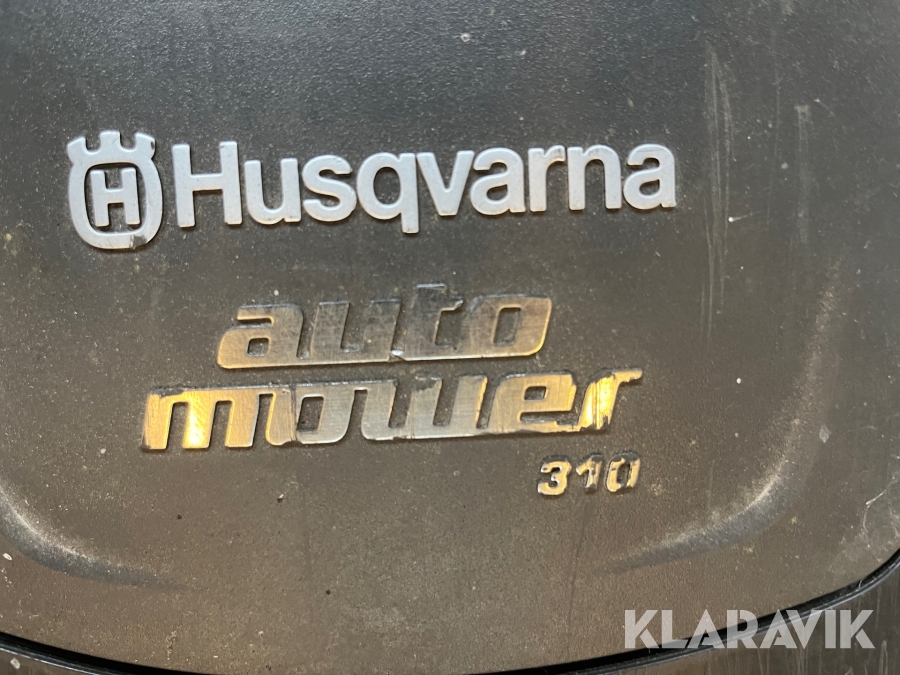 H Husqvarna
auto
mower
310
KLARAVIK